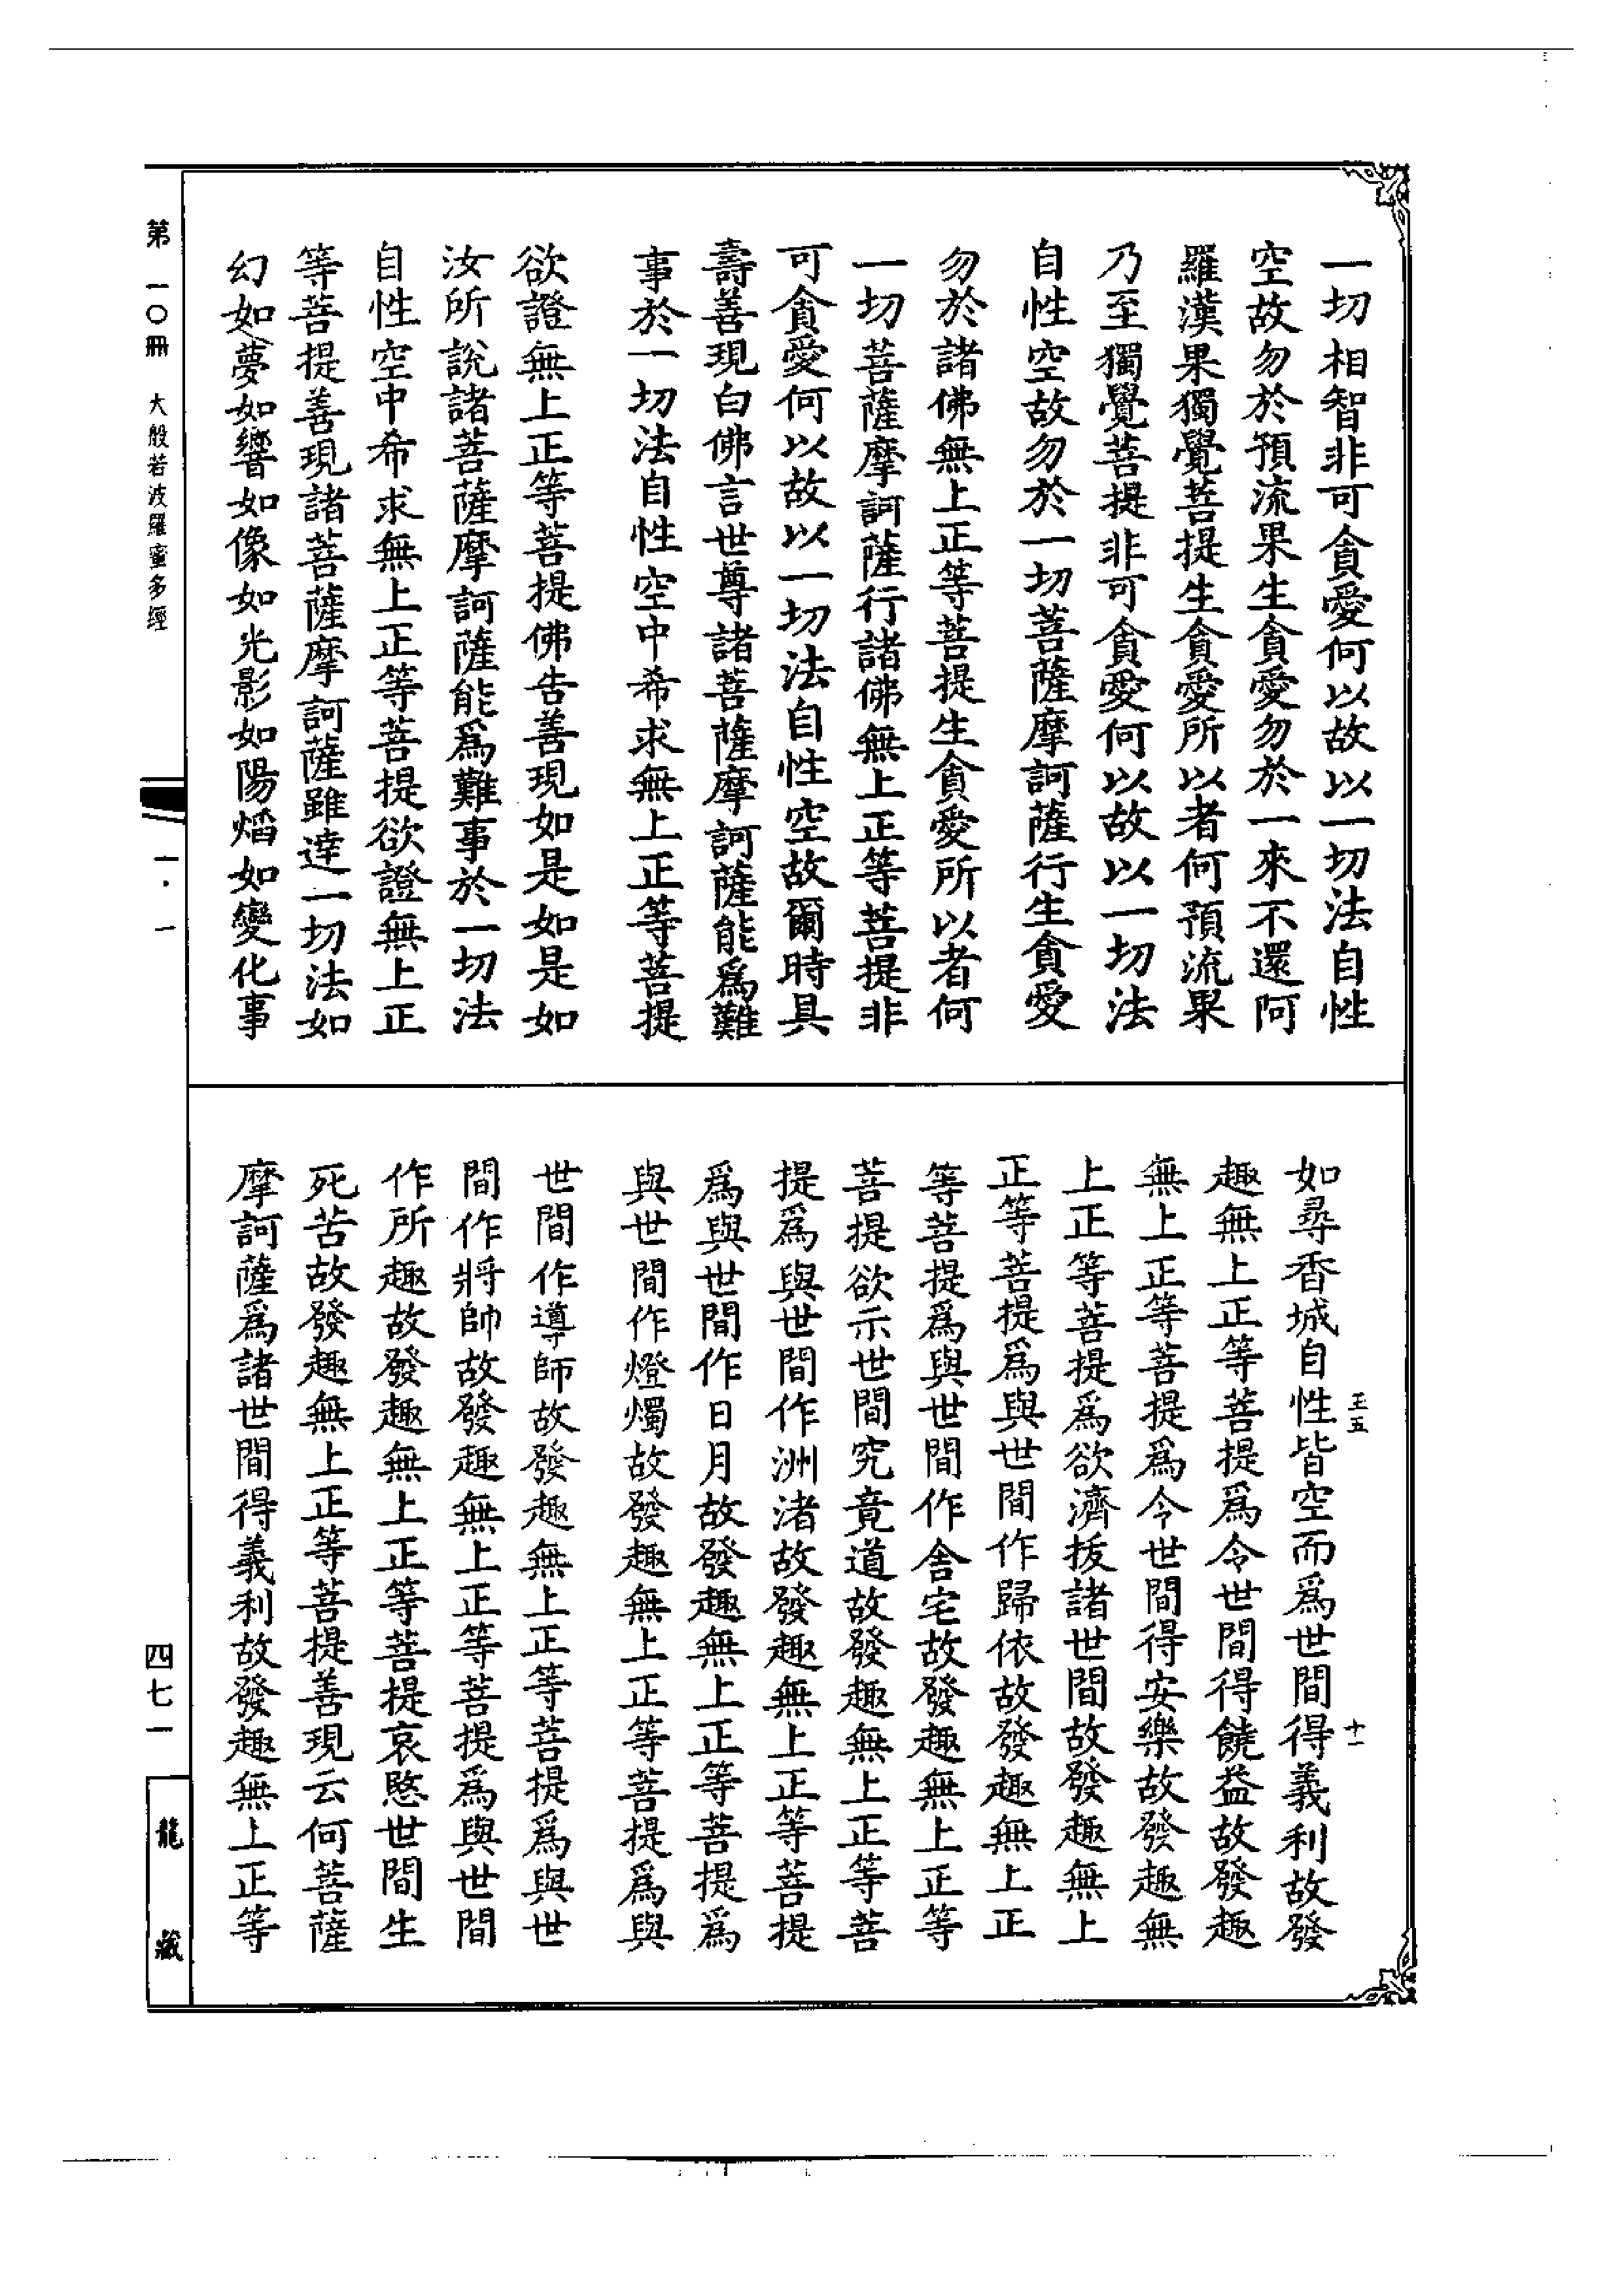 一切相智非可貪愛何以故以一切法自性
空故勿於預流果生貪愛勿於一來不還阿
羅漢果獨覺菩提生貪愛所以者何預流果
乃至獨覺菩提非可貪愛何以故以一切法
自性空故勿於一切菩薩摩訶薩行生貪愛
勿於諸佛無上正等菩提生貪愛所以者何
一切菩薩摩訶薩行諸佛無上正等菩提非
可貪愛何以故以一切法自性空故爾時具
壽善現白佛言世尊諸菩薩摩訶薩能爲難
事於一切法自性空中希求無上正等菩提
欲證無上正等菩提佛告善現如是如是如
汝所說諸菩薩摩訶薩能爲難事於一切法
自性空中希求無上正等菩提欲證無上正
等菩提善現諸菩薩摩訶薩雖達一切法如
幻如夢如響如像如光影如陽焰如變化事
如尋香城自性皆空而爲世間得義利故發
趣無上正等菩提爲令世間得饒益故發趣
無上正等菩提爲令世間得安樂故發趣無
上正等菩提爲欲濟拔諸世間故發趣無上
正等菩提爲與世間作歸依故發趣無上正
等菩提爲與世間作舍宅故發趣無上正等
菩提欲示世間究竟道故發趣無上正等菩
提爲與世間作洲渚故發趣無上正等菩提
爲與世間作日月故發趣無上正等菩提爲
與世間作燈燭故發趣無上正等菩提爲與
世間作導師故發趣無上正等菩提爲與世
間作將帥故發趣無上正等菩提爲與世間
作所趣故發趣無上正等菩提哀愍世間生
死苦故發趣無上正等菩提善現云何菩薩
摩訶薩爲諸世間得義利故發趣無上正等
第一〇冊 大般若波羅蜜多經
一·一
四七一
龍藏